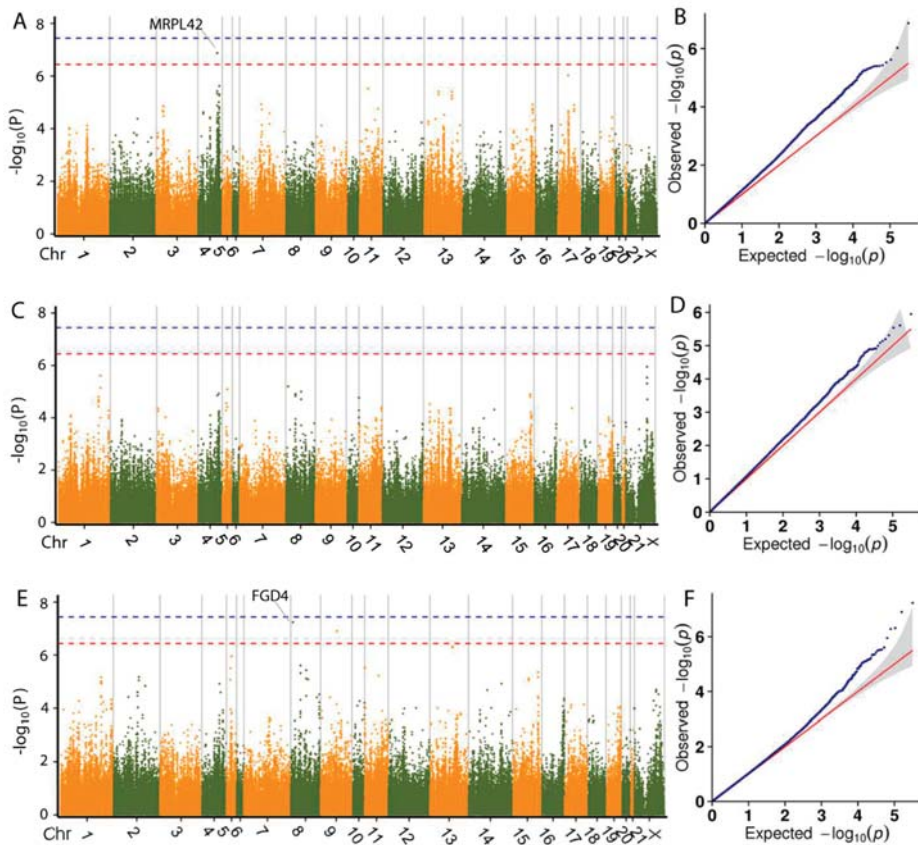 A
MRPL42
8
6
4
2
0
-log10(P)
Chr 1 2 3 4 5 6 7 8 9 10 11 12 13 14 15 16 17 18 19 20 21 X
B
6
4
2
0
Observed −log10(p)
0 1 2 3 4 5
Expected −log10(p)
C
8
6
4
2
0
-log10(P)
Chr 1 2 3 4 5 6 7 8 9 10 11 12 13 14 15 16 17 18 19 20 21 X
D
6
5
4
3
2
1
0
Observed −log10(p)
0 1 2 3 4 5
Expected −log10(p)
E
FGD4
8
6
4
2
0
-log10(P)
Chr 1 2 3 4 5 6 7 8 9 10 11 12 13 14 15 16 17 18 19 20 21 X
F
6
4
2
0
Observed −log10(p)
0 1 2 3 4 5
Expected −log10(p)